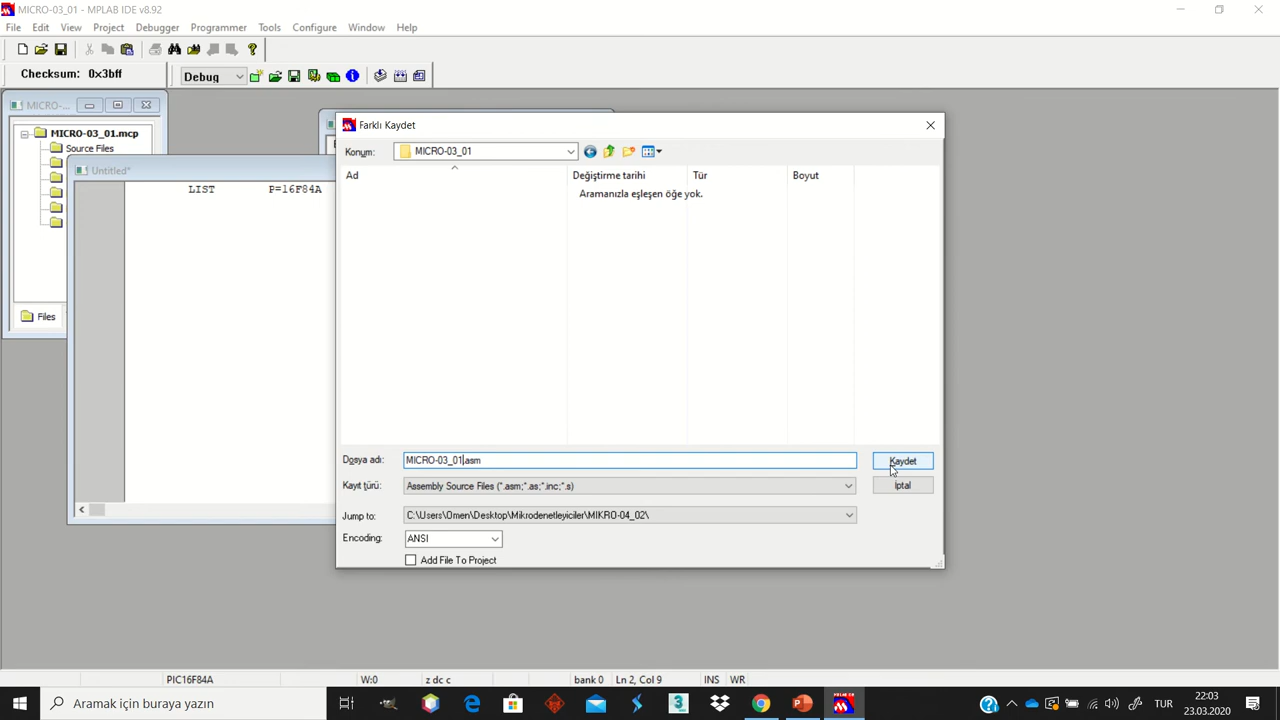 MICRO-03_01 - MPLAB IDE v8.92
File Edit View Project Debugger Programmer Tools Configure Window Help
Checksum: 0x3bff
Debug
MICRO-...
MICRO-03_01.mcp
Source Files
Files
Untitled*
LIST P=16F84A
Farklı Kaydet
Konum: MICRO-03_01
Ad Değiştirme tarihi Tür Boyut
Aramanızla eşleşen öğe yok.
Dosya adı: MICRO-03_01.asm Kaydet
Kayıt türü: Assembly Source Files (*.asm;*.as;*.inc;*.s) İptal
Jump to: C:\Users\Omen\Desktop\Mikrodenetleyiciler\MIKRO-04_02\
Encoding: ANSI
Add File To Project
PIC16F84A W:0 z dc c bank 0 Ln 2, Col 9 INS WR
Aramak için buraya yazın
TUR
22:03
23.03.2020